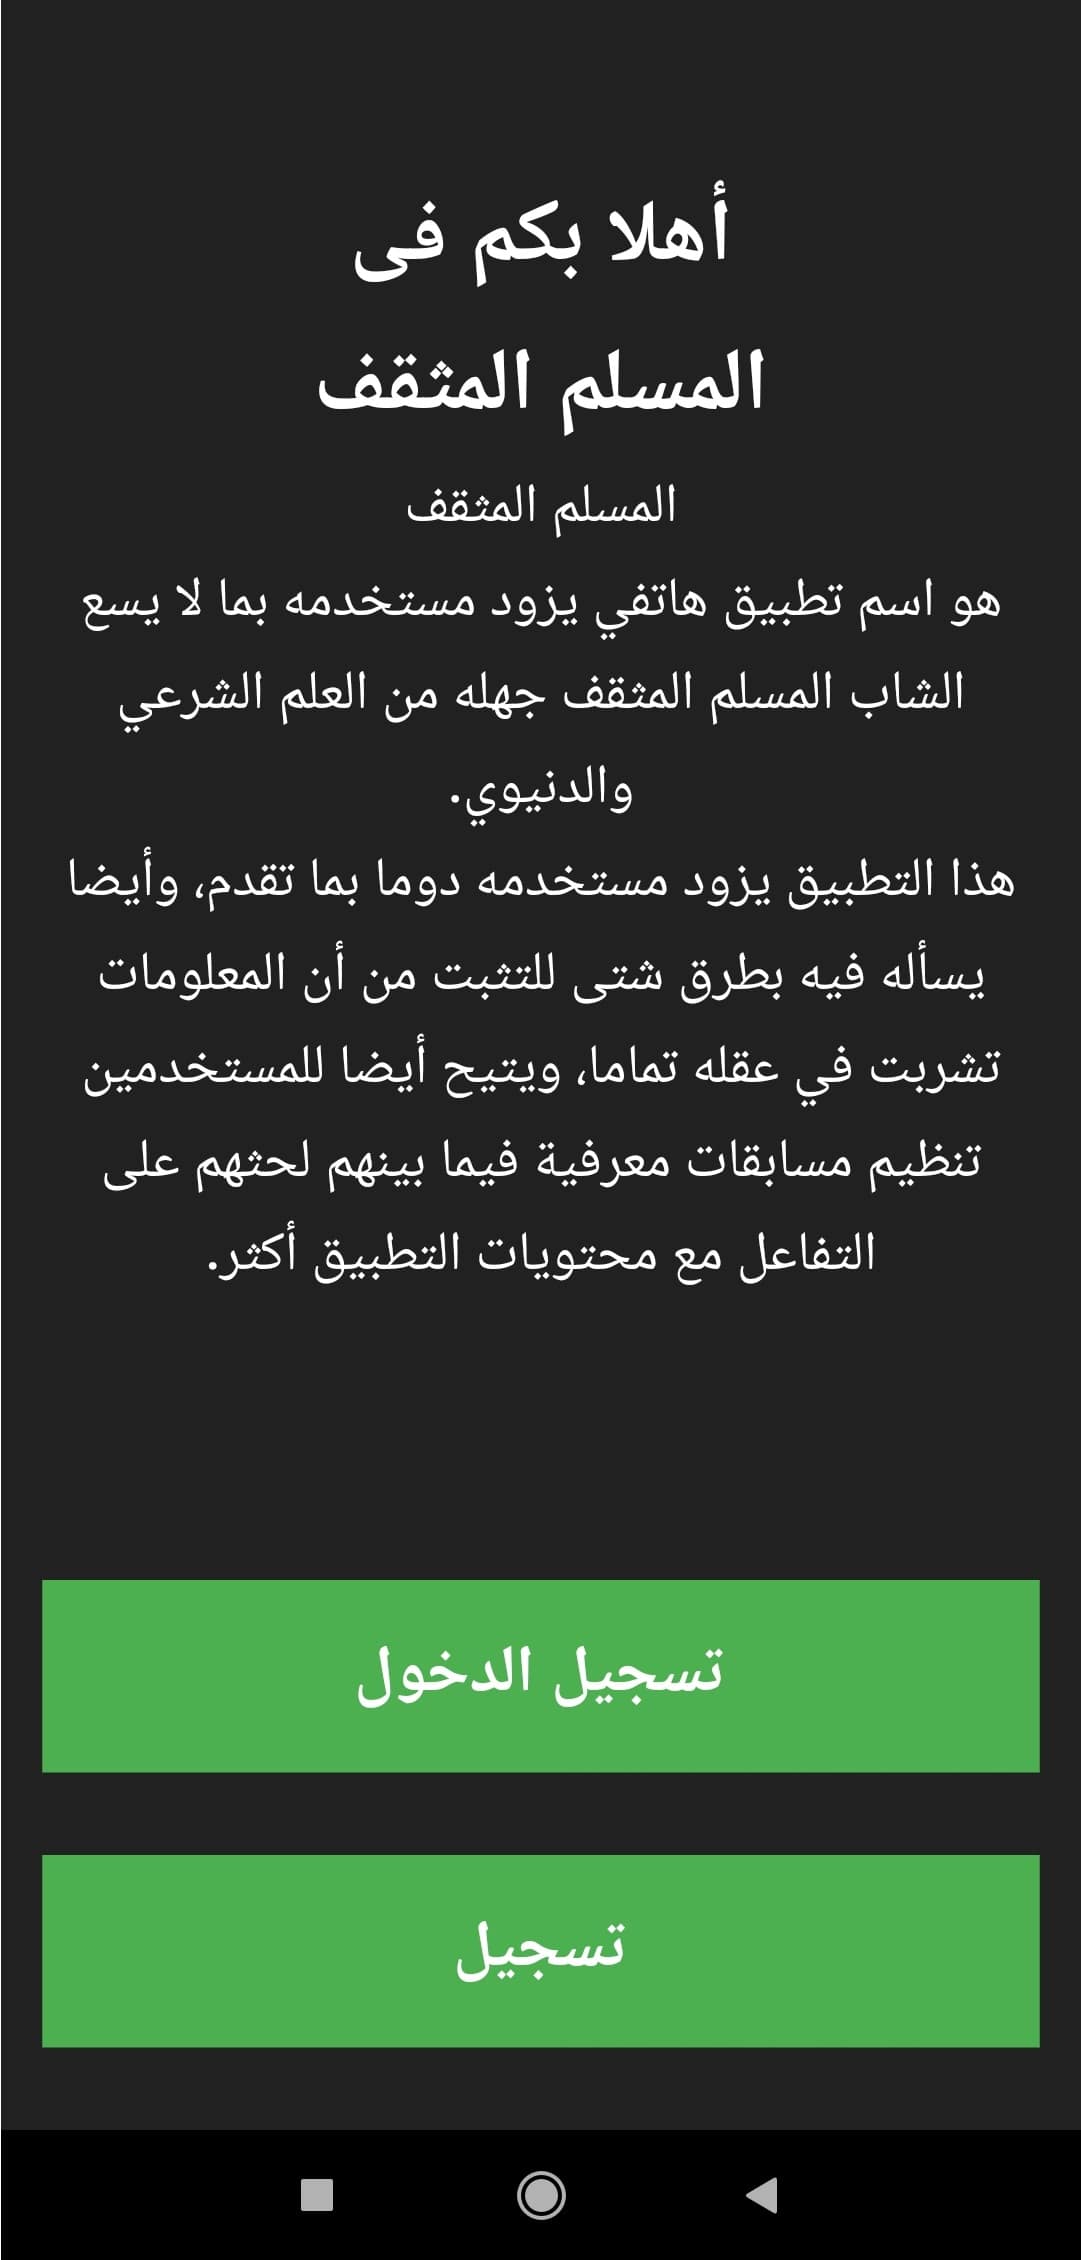 أهلا بكم فى
المسلم المثقف
المسلم المثقف
هو اسم تطبيق هاتفي يزود مستخدمه بما لا يسع
الشاب المسلم المثقف جهله من العلم الشرعي
والدنيوي.
هذا التطبيق يزود مستخدمه دوما بما تقدم، وأيضا
يسأله فيه بطرق شتى للتثبت من أن المعلومات
تشربت في عقله تماما، ويتيح أيضا للمستخدمين
تنظيم مسابقات معرفية فيما بينهم لحثهم على
التفاعل مع محتويات التطبيق أكثر.
تسجيل الدخول
تسجيل